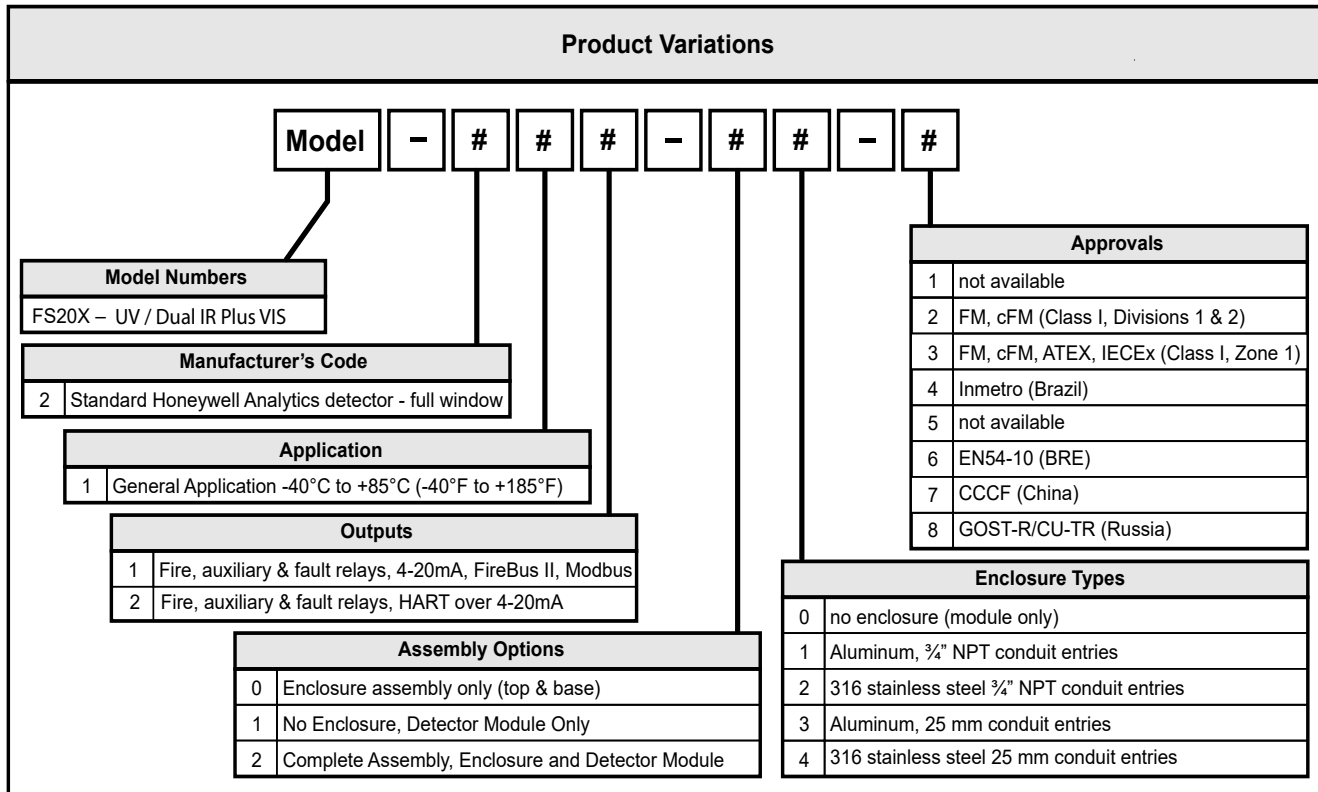 Product Variations
Model – # # # – # # – #
Model Numbers
FS20X – UV / Dual IR Plus VIS
Manufacturer's Code
2 Standard Honeywell Analytics detector - full window
Application
1 General Application -40°C to +85°C (-40°F to +185°F)
Outputs
1 Fire, auxiliary & fault relays, 4-20mA, FireBus II, Modbus
2 Fire, auxiliary & fault relays, HART over 4-20mA
Assembly Options
0 Enclosure assembly only (top & base)
1 No Enclosure, Detector Module Only
2 Complete Assembly, Enclosure and Detector Module
Approvals
1 not available
2 FM, cFM (Class I, Divisions 1 & 2)
3 FM, cFM, ATEX, IECEx (Class I, Zone 1)
4 Inmetro (Brazil)
5 not available
6 EN54-10 (BRE)
7 CCCF (China)
8 GOST-R/CU-TR (Russia)
Enclosure Types
0 no enclosure (module only)
1 Aluminum, ¾” NPT conduit entries
2 316 stainless steel ¾” NPT conduit entries
3 Aluminum, 25 mm conduit entries
4 316 stainless steel 25 mm conduit entries